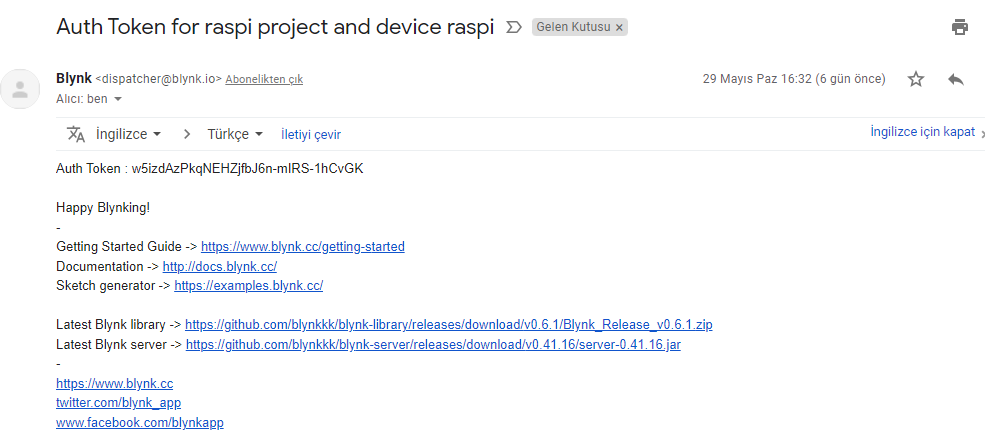 Auth Token for raspi project and device raspi Gelen Kutusu ×
Blynk <dispatcher@blynk.io> Abonelikten çık 29 Mayıs Paz 16:32 (6 gün önce)
Alıcı: ben
İngilizce > Türkçe İletiyi çevir İngilizce için kapat
Auth Token : w5izdAzPkqNEHZjfbJ6n-mIRS-1hCvGK
Happy Blynking!
-
Getting Started Guide -> https://www.blynk.cc/getting-started
Documentation -> http://docs.blynk.cc/
Sketch generator -> https://examples.blynk.cc/
Latest Blynk library -> https://github.com/blynkkk/blynk-library/releases/download/v0.6.1/Blynk_Release_v0.6.1.zip
Latest Blynk server -> https://github.com/blynkkk/blynk-server/releases/download/v0.41.16/server-0.41.16.jar
-
https://www.blynk.cc
twitter.com/blynk_app
www.facebook.com/blynkapp